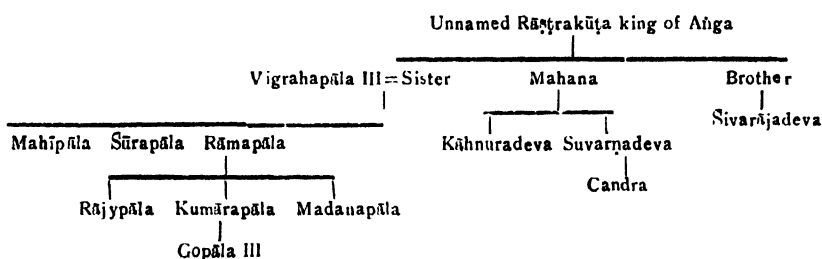 Unnamed Rāṣṭrakūṭa king of Aṅga
Vigrahapāla III = Sister Mahana Brother
Mahīpāla Śūrapāla Rāmapāla Kāhnuradeva Suvarṇadeva Sivarājadeva
Candra
Rājypāla Kumārapāla Madanapāla
Gopāla III